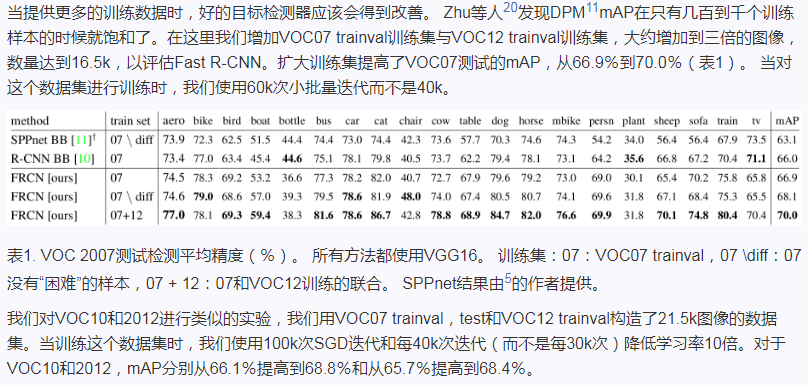 当提供更多的训练数据时，好的目标检测器应该会得到改善。 Zhu等人20发现DPM11mAP在只有几百到千个训练
样本的时候就饱和了。在这里我们增加VOC07 trainval训练集与VOC12 trainval训练集，大约增加到三倍的图像，
数量达到16.5k，以评估Fast R-CNN。扩大训练集提高了VOC07测试的mAP，从66.9%到70.0%（表1）。 当对
这个数据集进行训练时，我们使用60k次小批量迭代而不是40k。
method train set aero bike bird boat bottle bus car cat chair cow table dog horse mbike persn plant sheep sofa train tv mAP
SPPnet BB [11]† 07 \ diff 73.9 72.3 62.5 51.5 44.4 74.4 73.0 74.4 42.3 73.6 57.7 70.3 74.6 74.3 54.2 34.0 56.4 56.4 67.9 73.5 63.1
R-CNN BB [10] 07 73.4 77.0 63.4 45.4 44.6 75.1 78.1 79.8 40.5 73.7 62.2 79.4 78.1 73.1 64.2 35.6 66.8 67.2 70.4 71.1 66.0
FRCN [ours] 07 74.5 78.3 69.2 53.2 36.6 77.3 78.2 82.0 40.7 72.7 67.9 79.6 79.2 73.0 69.0 30.1 65.4 70.2 75.8 65.8 66.9
FRCN [ours] 07 \ diff 74.6 79.0 68.6 57.0 39.3 79.5 78.6 81.9 48.0 74.0 67.4 80.5 80.7 74.1 69.6 31.8 67.1 68.4 75.3 65.5 68.1
FRCN [ours] 07+12 77.0 78.1 69.3 59.4 38.3 81.6 78.6 86.7 42.8 78.8 68.9 84.7 82.0 76.6 69.9 31.8 70.1 74.8 80.4 70.4 70.0
表1. VOC 2007测试检测平均精度（%）。 所有方法都使用VGG16。 训练集：07：VOC07 trainval，07 \diff：07
没有“困难”的样本，07 + 12：07和VOC12训练的联合。 SPPnet结果由5的作者提供。
我们对VOC10和2012进行类似的实验，我们用VOC07 trainval，test和VOC12 trainval构造了21.5k图像的数据
集。当训练这个数据集时，我们使用100k次SGD迭代和每40k次迭代（而不是每30k次）降低学习率10倍。对于
VOC10和2012，mAP分别从66.1%提高到68.8%和从65.7%提高到68.4%。